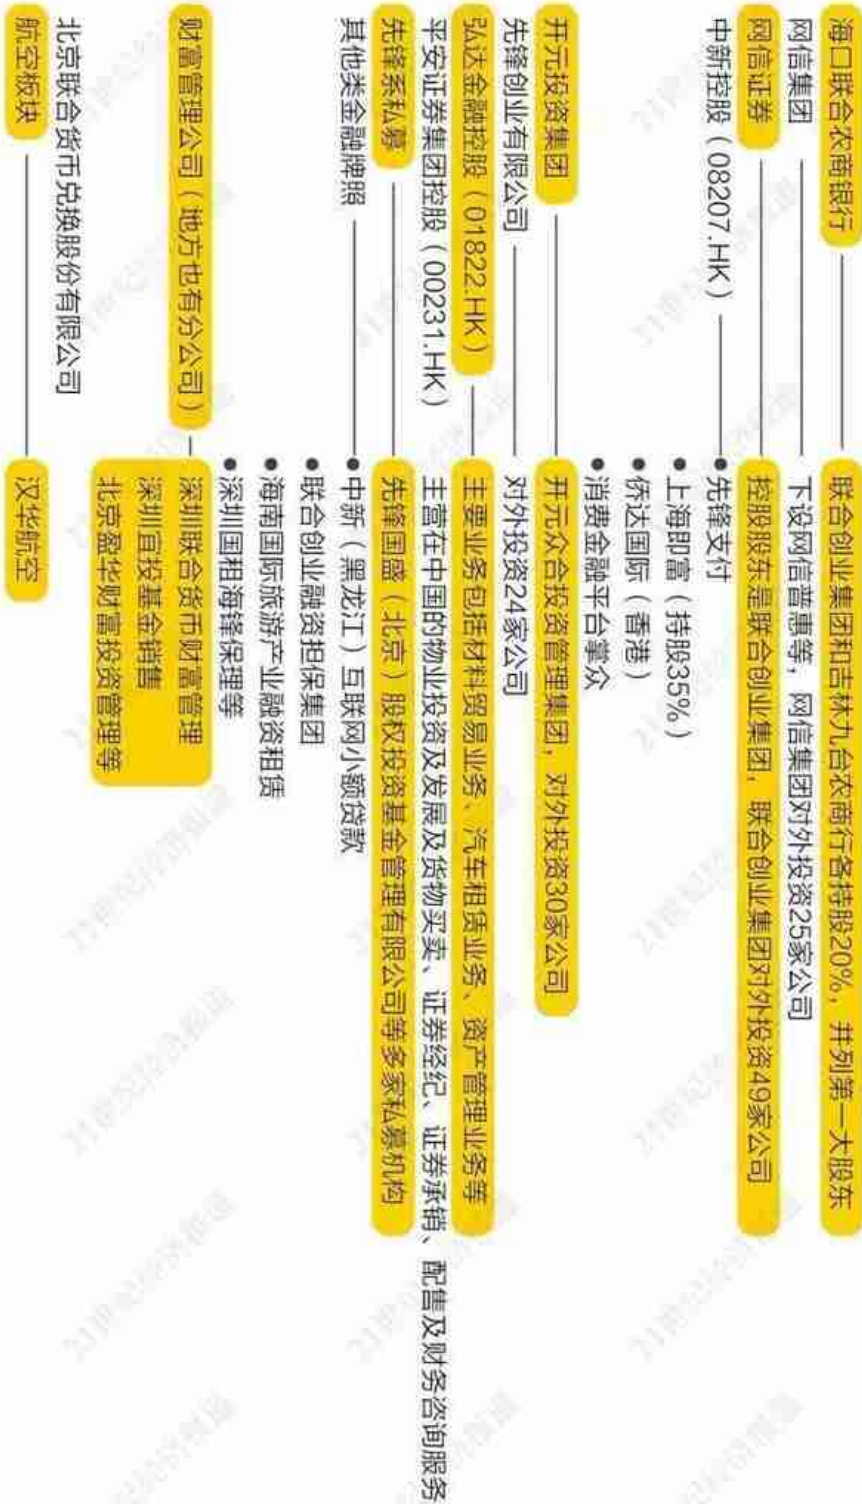 海口联合农商银行
联合创业集团和吉林九台农商行各持股20%，并列第一大股东
网信集团
下设网信普惠等，网信集团对外投资25家公司
网信证券
控股股东是联合创业集团，联合创业集团对外投资49家公司
中新控股（08207.HK）
●先锋支付
●上海即富（持股35%）
●侨达国际（香港）
●消费金融平台掌众
开元投资集团
开元众合投资管理集团，对外投资30家公司
先锋创业有限公司
对外投资24家公司
弘达金融控股（01822.HK）
主要业务包括材料贸易业务、汽车租赁业务、资产管理业务等
平安证券集团控股（00231.HK）
主营在中国的物业投资及发展及货物买卖、证券经纪、证券承销、配售及财务咨询服务
先锋系私募
先锋国盛（北京）股权投资基金管理有限公司等多家私募机构
其他类金融牌照
●中新（黑龙江）互联网小额贷款
●联合创业融资担保集团
●海南国际旅游产业融资租赁
●深圳国租海锋保理等
财富管理公司（地方也有分公司）
深圳联合货币财富管理
深圳宜投基金销售
北京盈华财富投资管理等
北京联合货币兑换股份有限公司
航空板块
汉华航空
21世纪经济报道